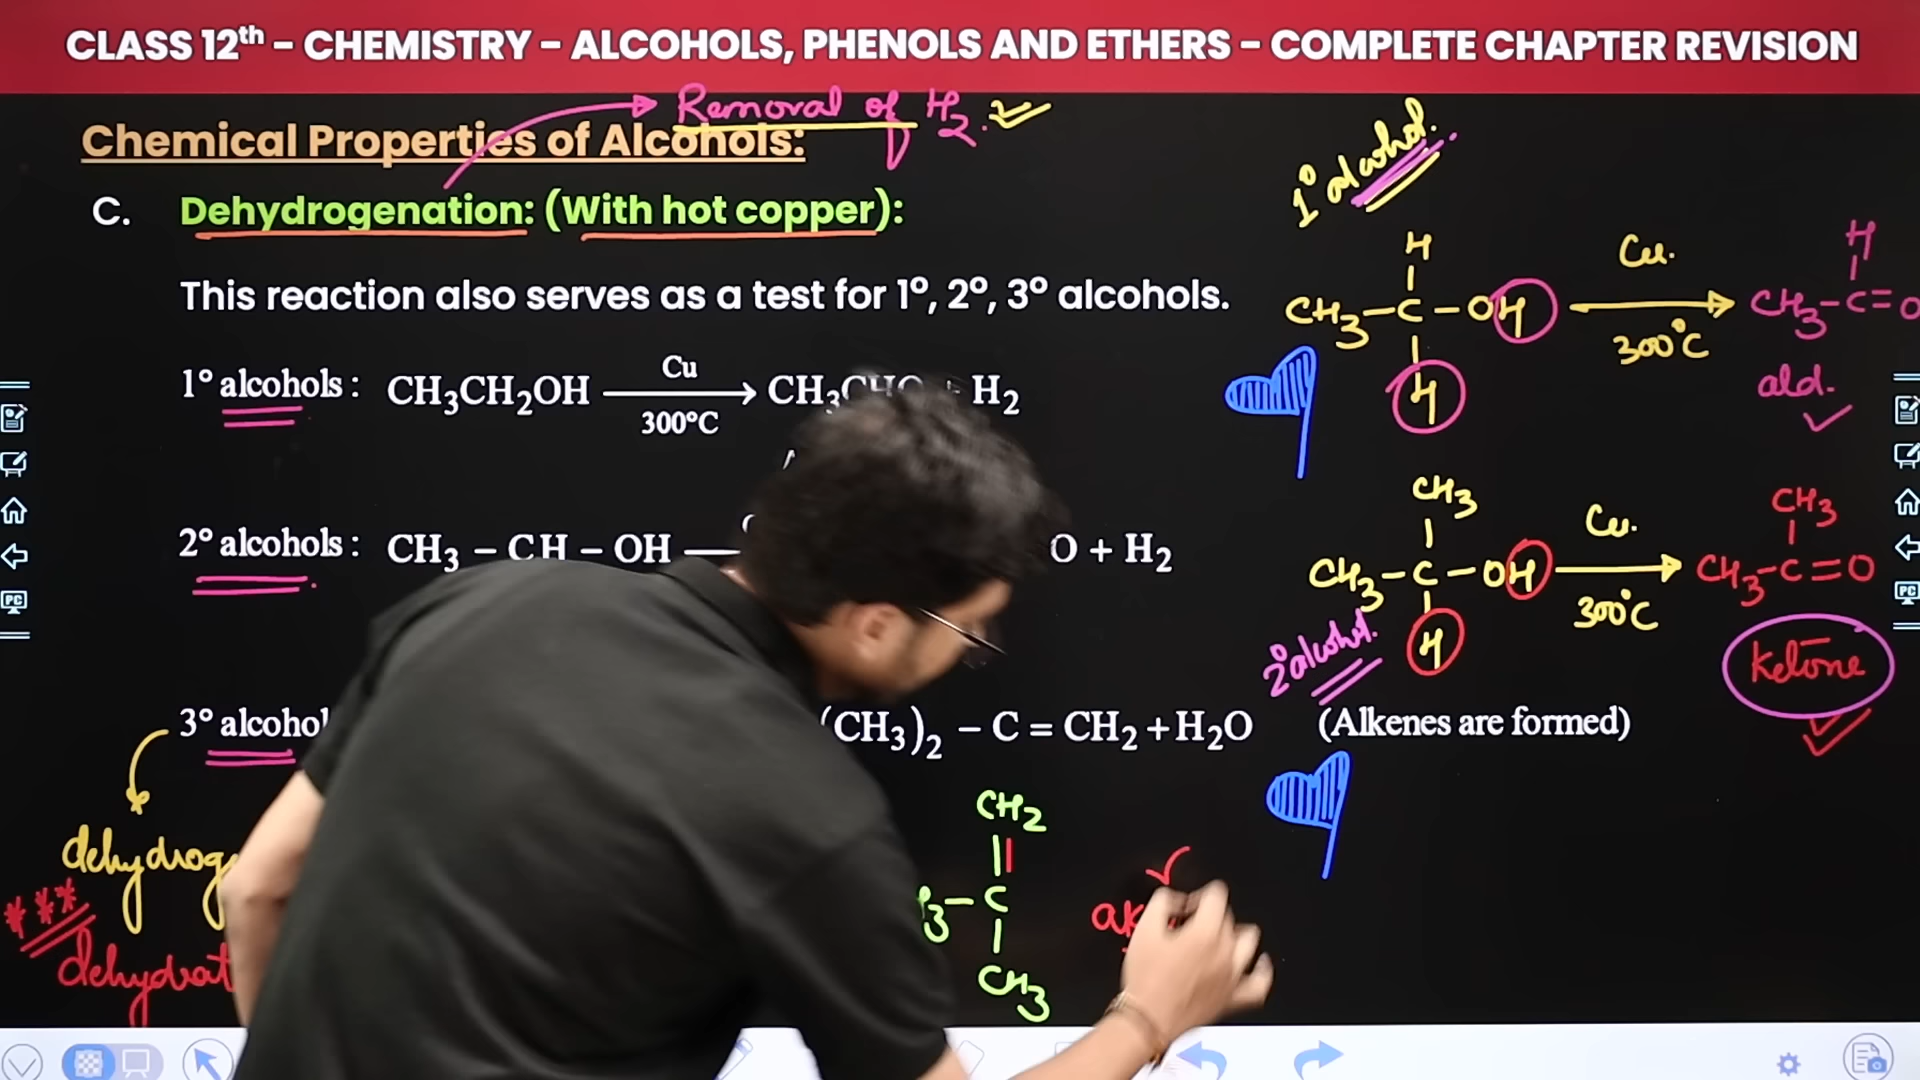 CLASS 12th – CHEMISTRY – ALCOHOLS, PHENOLS AND ETHERS – COMPLETE CHAPTER REVISION
Removal of H2.
Chemical Properties of Alcohols:
C. Dehydrogenation: (With hot copper):
This reaction also serves as a test for 1°, 2°, 3° alcohols.
1° alcohols : CH3CH2OH Cu 300°C H2
2° alcohols : CH3 – CH – OH O + H2
3° (CH3)2 – C = CH2 + H2O (Alkenes are formed)
CH2
C
CH3
1° alcohol.
H
CH3–C–OH
H
Cu.
300°C
H
CH3–C=O
ald.
CH3
CH3–C–OH
H
2° alcohol.
Cu.
300°C
CH3
CH3–C=O
Ketone
PC
PC